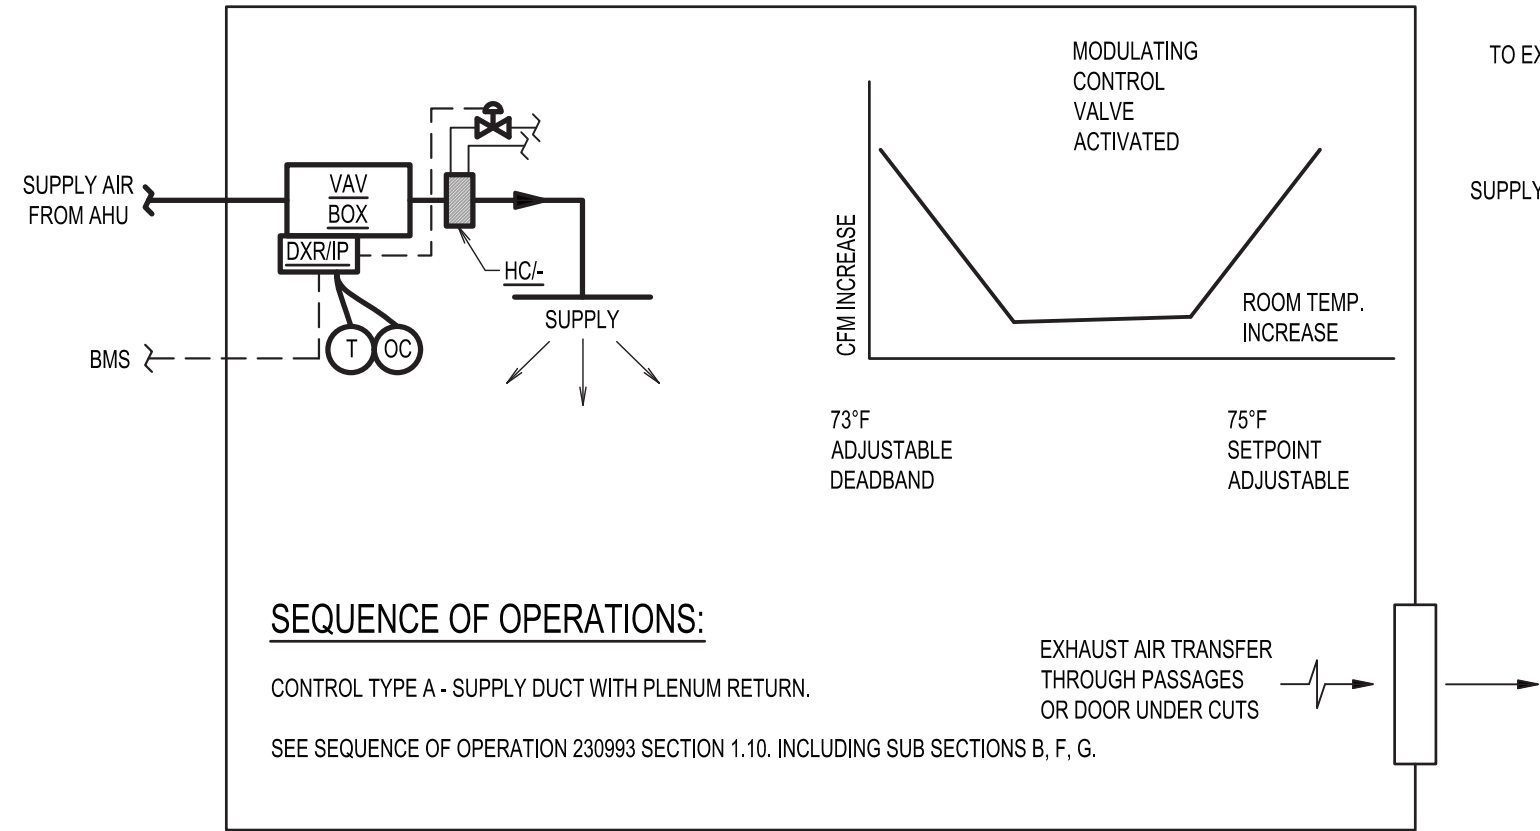 SUPPLY AIR
FROM AHU
VAV
BOX
DXR/IP
HC/-
SUPPLY
T
OC
BMS
MODULATING
CONTROL
VALVE
ACTIVATED
CFM INCREASE
ROOM TEMP.
INCREASE
73°F
ADJUSTABLE
DEADBAND
75°F
SETPOINT
ADJUSTABLE
TO EX
SUPPLY
SEQUENCE OF OPERATIONS:
CONTROL TYPE A - SUPPLY DUCT WITH PLENUM RETURN.
SEE SEQUENCE OF OPERATION 230993 SECTION 1.10. INCLUDING SUB SECTIONS B, F, G.
EXHAUST AIR TRANSFER
THROUGH PASSAGES
OR DOOR UNDER CUTS